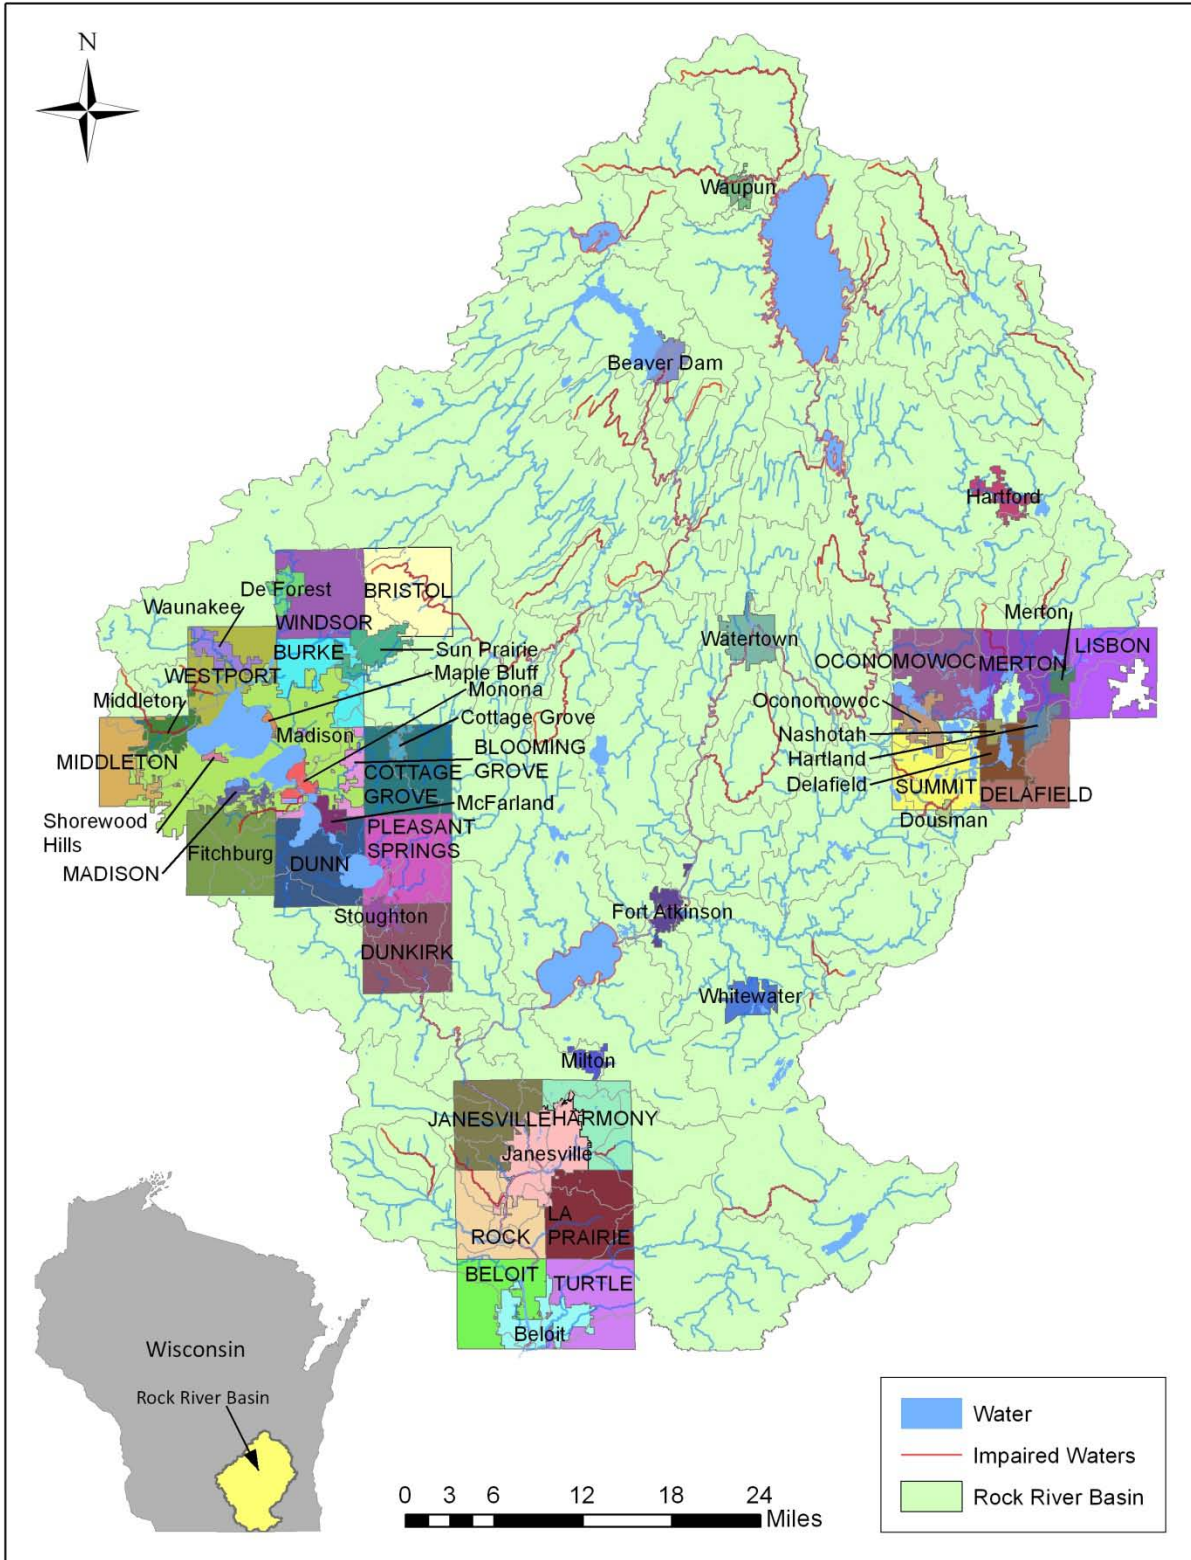 N
Waupun
Beaver Dam
Hartford
De Forest
BRISTOL
Waunakee
WINDSOR
Merton
Watertown
BURKE
Sun Prairie
OCONOMOWOC
MERTON
LISBON
WESTPORT
Maple Bluff
Monona
Middleton
Oconomowoc
Cottage Grove
Madison
Nashotah
BLOOMING
GROVE
MIDDLETON
Hartland
COTTAGE
GROVE
Delafield
SUMMIT
DELAFIELD
McFarland
Shorewood
Hills
Dousman
PLEASANT
SPRINGS
Fitchburg
DUNN
MADISON
Stoughton
Fort Atkinson
DUNKIRK
Whitewater
Milton
JANESVILLE
HARMONY
Janesville
ROCK
LA
PRAIRIE
BELOIT
TURTLE
Beloit
Wisconsin
Rock River Basin
Water
Impaired Waters
Rock River Basin
0 3 6 12 18 24
Miles